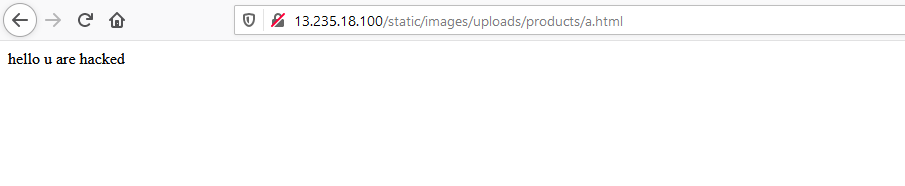 13.235.18.100/static/images/uploads/products/a.html
hello u are hacked